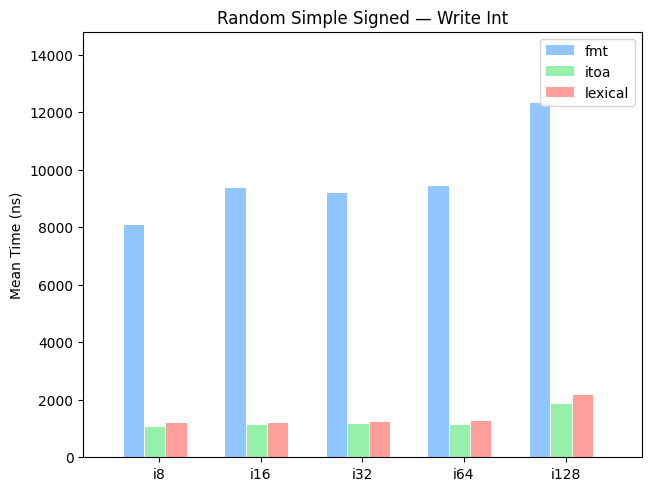 Random Simple Signed — Write Int
fmt
itoa
lexical
Mean Time (ns)
14000
12000
10000
8000
6000
4000
2000
0
i8
i16
i32
i64
i128